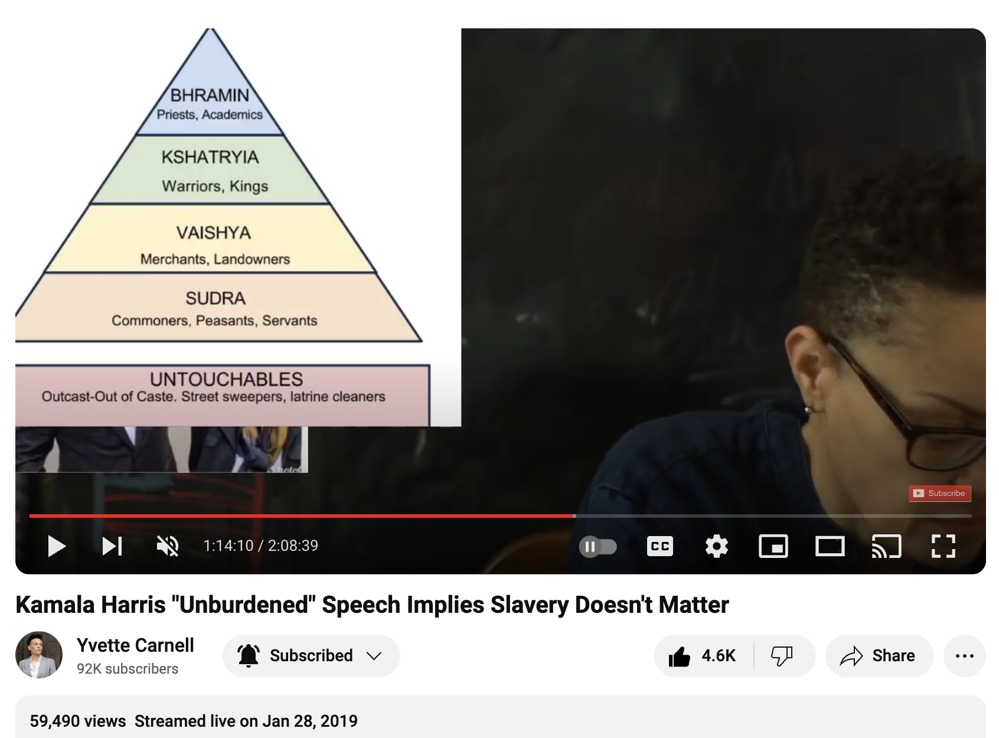 BHRAMIN
Priests, Academics
KSHATRYIA
Warriors, Kings
VAISHYA
Merchants, Landowners
SUDRA
Commoners, Peasants, Servants
UNTOUCHABLES
Outcast-Out of Caste. Street sweepers, latrine cleaners
Subscribe
1:14:10 / 2:08:39
CC
Kamala Harris "Unburdened" Speech Implies Slavery Doesn't Matter
Yvette Carnell
92K subscribers
Subscribed
4.6K
Share
59,490 views Streamed live on Jan 28, 2019